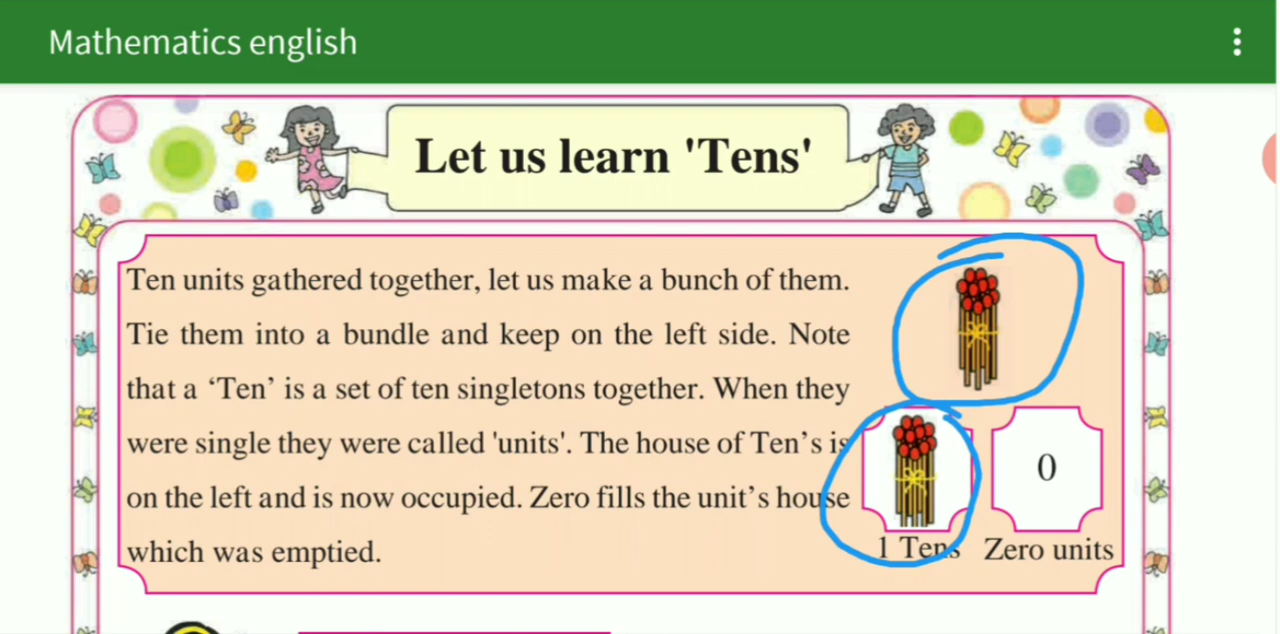 Mathematics english
Let us learn 'Tens'
Ten units gathered together, let us make a bunch of them.
Tie them into a bundle and keep on the left side. Note
that a ‘Ten’ is a set of ten singletons together. When they
were single they were called 'units'. The house of Ten’s is
on the left and is now occupied. Zero fills the unit’s house
which was emptied.
0
1 Tens
Zero units